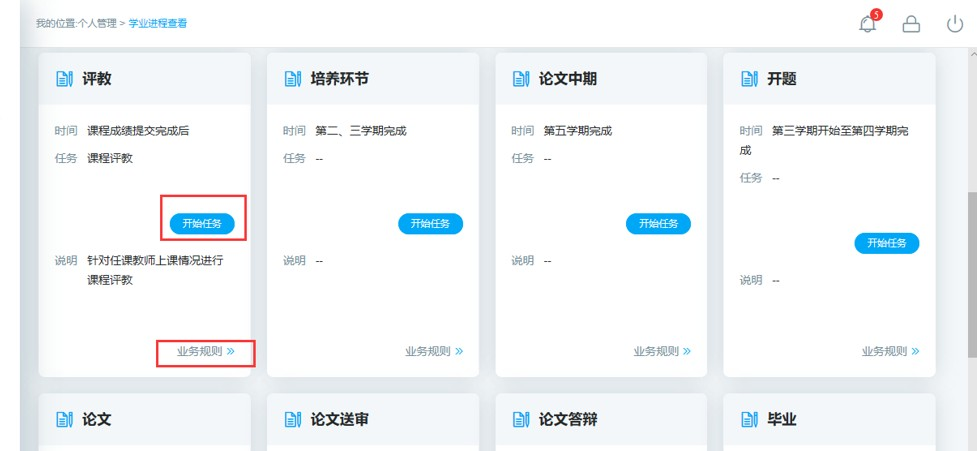 我的位置:个人管理 > 学业进程查看
5
评教
时间 课程成绩提交完成后
任务 课程评教
开始任务
说明 针对任课教师上课情况进行
课程评教
业务规则 »
培养环节
时间 第二、三学期完成
任务 --
开始任务
说明 --
业务规则 »
论文中期
时间 第五学期完成
任务 --
开始任务
说明 --
业务规则 »
开题
时间 第三学期开始至第四学期完
成
任务 --
开始任务
说明 --
业务规则 »
论文
论文送审
论文答辩
毕业